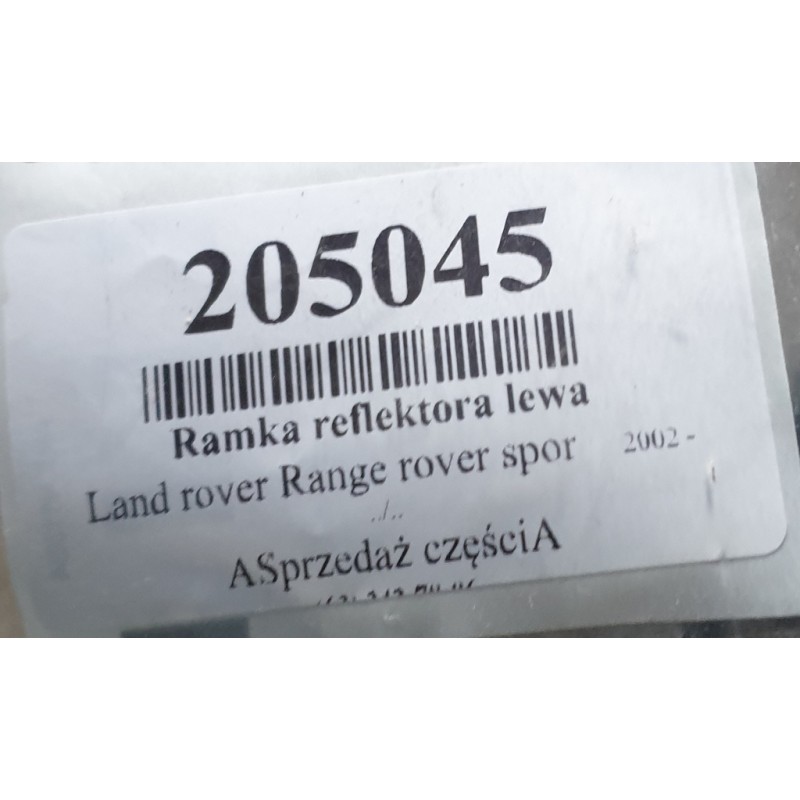 205045
Ramka reflektora lewa
Land rover Range rover spor 2002 -
../..
ASprzedaż częściA